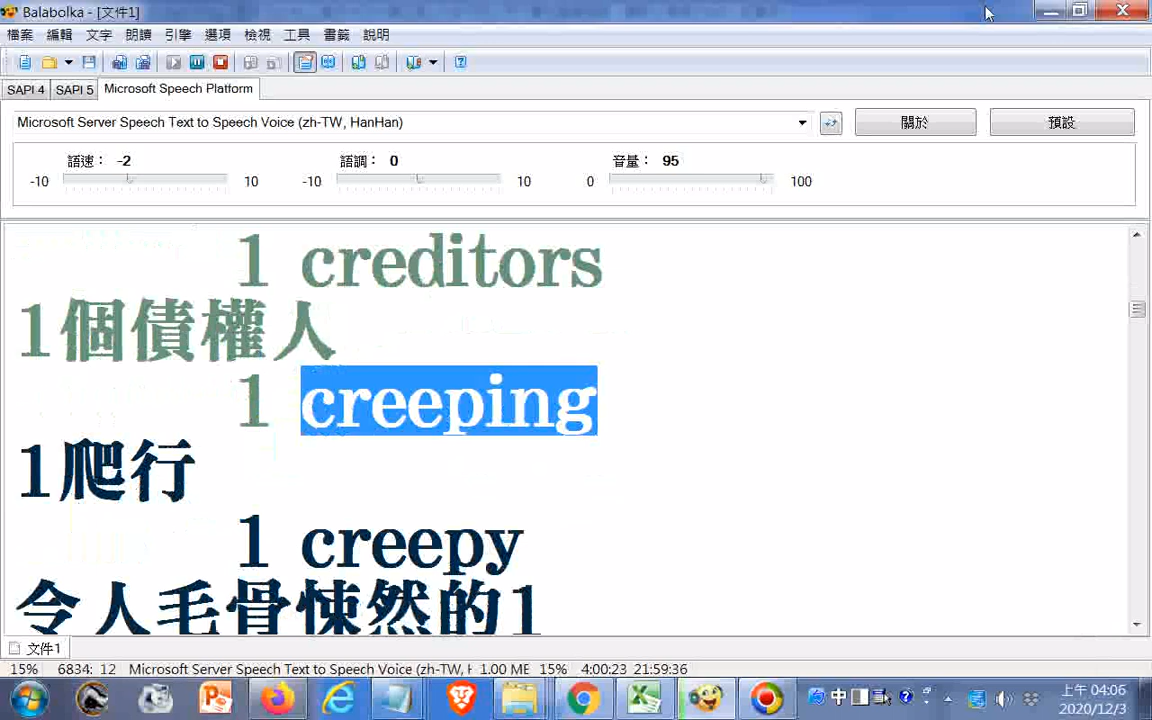 Balabolka - [文件1]
檔案 編輯 文字 朗讀 引擎 選項 檢視 工具 書籤 說明
SAPI 4 SAPI 5 Microsoft Speech Platform
Microsoft Server Speech Text to Speech Voice (zh-TW, HanHan) 關於 預設
語速： -2 語調： 0 音量： 95
-10 10 -10 10 0 100
1 creditors
1個債權人
1 creeping
1爬行
1 creepy
令人毛骨悚然的1
文件1
15% 6834: 12 Microsoft Server Speech Text to Speech Voice (zh-TW, 1.00 ME 15% 4:00:23 21:59:36
中 上午 04:06
2020/12/3